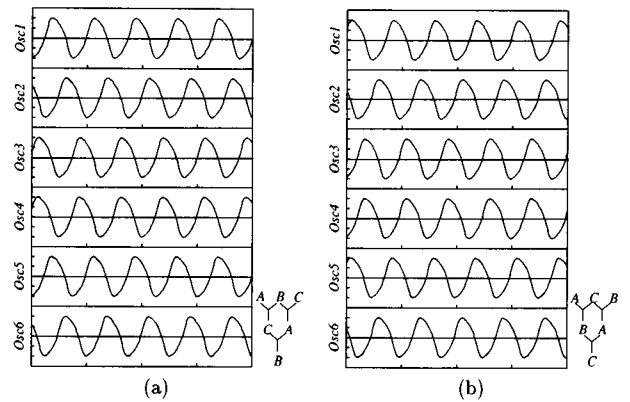 Osc1
Osc2
Osc3
Osc4
Osc5
Osc6
A B C
C A
B
(a)
Osc1
Osc2
Osc3
Osc4
Osc5
Osc6
A C B
B A
C
(b)